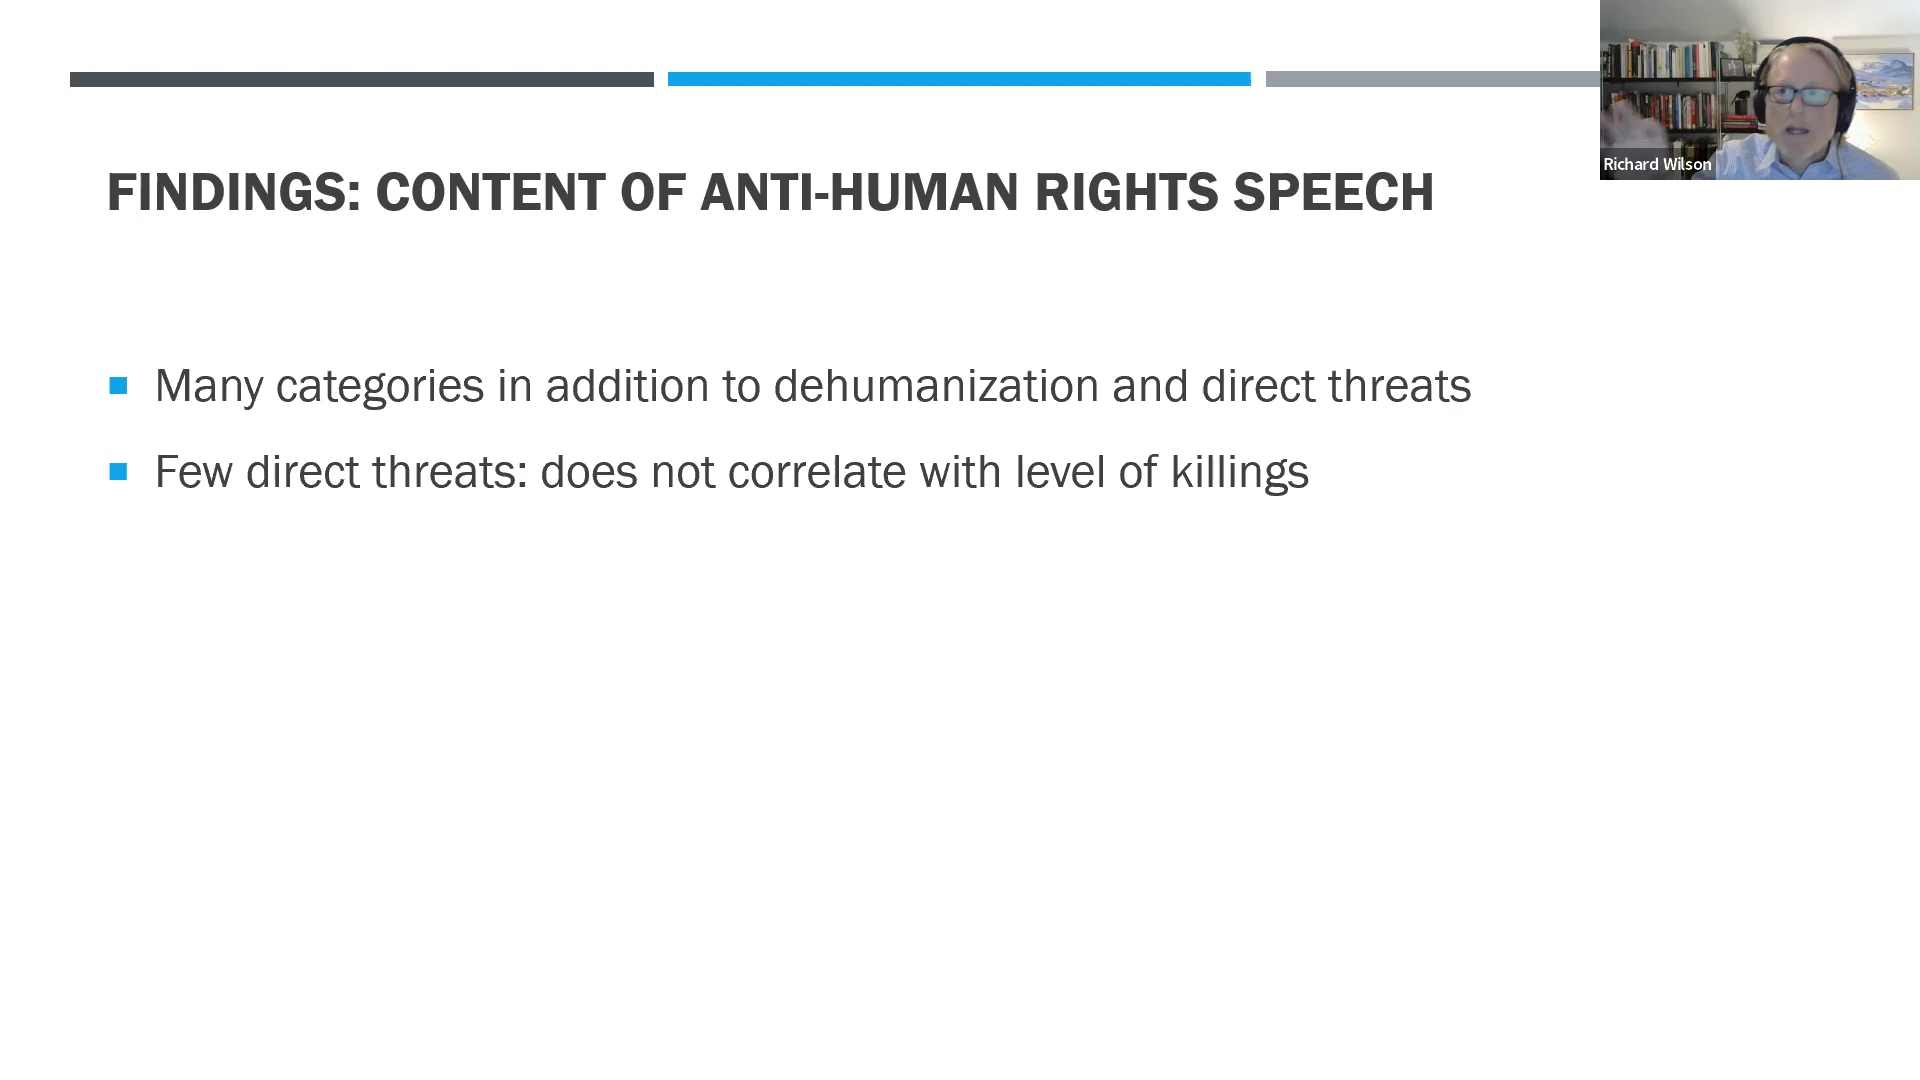 FINDINGS: CONTENT OF ANTI-HUMAN RIGHTS SPEECH
Many categories in addition to dehumanization and direct threats
Few direct threats: does not correlate with level of killings
Richard Wilson